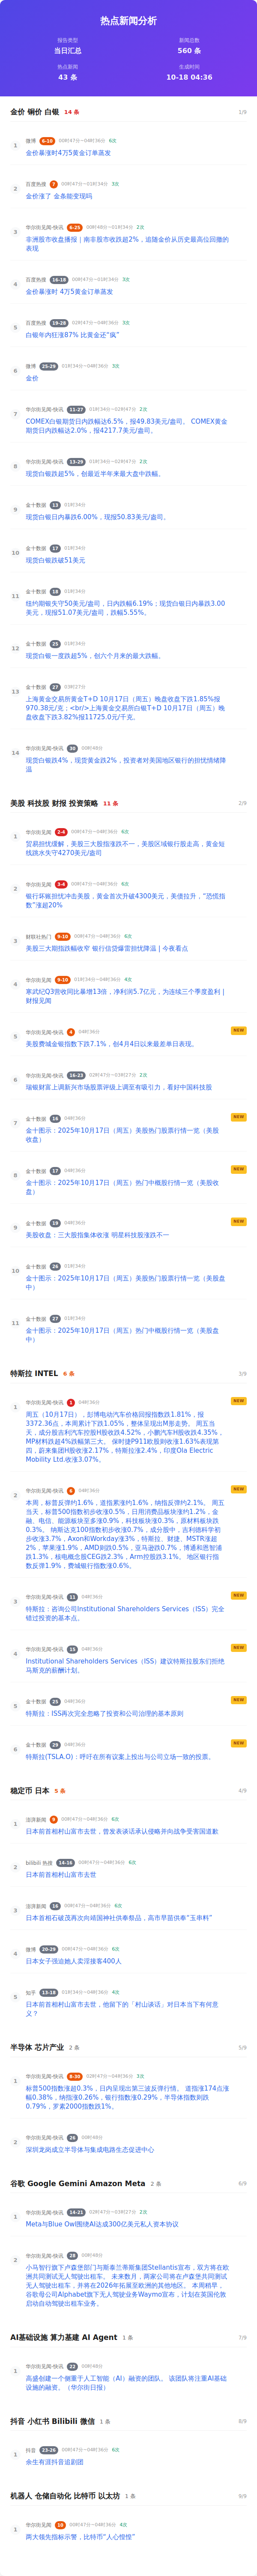 热点新闻分析
报告类型
新闻总数
当日汇总
560 条
热点新闻
生成时间
43 条
10-18 04:36
金价 铜价 白银 14 条
1/9
1
微博 6-10 00时47分~04时36分 6次
金价暴涨时4万5黄金订单蒸发
2
百度热搜 7 00时47分~01时34分 3次
金价涨了 金条能变现吗
3
华尔街见闻-快讯 6-25 00时48分~01时34分 2次
非洲股市收盘播报｜南非股市收跌超2%，追随金价从历史最高位回撤的
表现
4
百度热搜 16-18 00时47分~01时34分 3次
金价暴涨时 4万5黄金订单蒸发
5
百度热搜 19-28 02时47分~04时36分 3次
白银年内狂涨87% 比黄金还“疯”
6
微博 25-29 01时34分~04时36分 3次
金价
7
华尔街见闻-快讯 11-27 01时34分~02时47分 2次
COMEX白银期货日内跌幅达6.5%，报49.83美元/盎司。 COMEX黄金
期货日内跌幅达2.0%，报4217.7美元/盎司。
8
华尔街见闻-快讯 13-29 01时34分~02时47分 2次
现货白银跌超5%，创最近半年来最大盘中跌幅。
9
金十数据 13 01时34分
现货白银日内暴跌6.00%，现报50.83美元/盎司。
10
金十数据 17 01时34分
现货白银跌破51美元
11
金十数据 18 01时34分
纽约期银失守50美元/盎司，日内跌幅6.19%；现货白银日内暴跌3.00
美元，现报51.07美元/盎司，跌幅5.55%。
12
金十数据 25 01时34分
现货白银一度跌超5%，创六个月来的最大跌幅。
13
金十数据 27 03时27分
上海黄金交易所黄金T+D 10月17日（周五）晚盘收盘下跌1.85%报
970.38元/克；<br/>上海黄金交易所白银T+D 10月17日（周五）晚
盘收盘下跌3.82%报11725.0元/千克。
14
华尔街见闻-快讯 30 00时48分
现货白银跌4%，现货黄金跌2%，投资者对美国地区银行的担忧情绪降
温
美股 科技股 财报 投资策略 11 条
2/9
1
华尔街见闻 2-4 00时47分~04时36分 6次
贸易担忧缓解，美股三大股指涨跌不一，美股区域银行股走高，黄金短
线跳水失守4270美元/盎司
2
华尔街见闻 3-4 00时47分~04时36分 6次
银行坏账担忧冲击美股，黄金首次升破4300美元，美债拉升，“恐慌指
数”涨超20%
3
财联社热门 9-10 00时47分~04时36分 6次
美股三大期指跌幅收窄 银行信贷爆雷担忧降温 | 今夜看点
4
华尔街见闻 9-10 01时34分~04时36分 4次
寒武纪Q3营收同比暴增13倍，净利润5.7亿元，为连续三个季度盈利 |
财报见闻
5
华尔街见闻-快讯 4 04时36分
NEW
美股费城金银指数下跌7.1%，创4月4日以来最差单日表现。
6
华尔街见闻-快讯 16-23 02时47分~03时27分 2次
瑞银财富上调新兴市场股票评级上调至有吸引力，看好中国科技股
7
金十数据 16 04时36分
NEW
金十图示：2025年10月17日（周五）美股热门股票行情一览（美股
收盘）
8
金十数据 17 04时36分
NEW
金十图示：2025年10月17日（周五）热门中概股行情一览（美股收
盘）
9
金十数据 19 04时36分
NEW
美股收盘：三大股指集体收涨 明星科技股涨跌不一
10
金十数据 26 01时34分
金十图示：2025年10月17日（周五）美股热门股票行情一览（美股盘
中）
11
金十数据 27 01时34分
金十图示：2025年10月17日（周五）热门中概股行情一览（美股盘
中）
特斯拉 INTEL 6 条
3/9
1
华尔街见闻-快讯 1 04时36分
NEW
周五（10月17日），彭博电动汽车价格回报指数跌1.81%，报
3372.36点，本周累计下跌1.05%，整体呈现出M形走势。 周五当
天，成分股吉利汽车控股H股收跌4.52%，小鹏汽车H股收跌4.35%，
MP材料跌超4%跌幅第三大。 保时捷P911欧股则收涨1.63%表现第
四，蔚来集团H股收涨2.17%，特斯拉涨2.4%，印度Ola Electric
Mobility Ltd.收涨3.07%。
2
华尔街见闻-快讯 6 04时36分
NEW
本周，标普反弹约1.6%，道指累涨约1.6%，纳指反弹约2.1%。 周五
当天，标普500指数初步收涨0.5%，日用消费品板块涨约1.2%，金
融、电信、能源板块至多涨0.9%，科技板块涨0.3%，原材料板块跌
0.3%。 纳斯达克100指数初步收涨0.7%，成分股中，吉利德科学初
步收涨3.7%，Axon和Workday涨3%，特斯拉、财捷、MSTR涨超
2%，苹果涨1.9%，AMD则跌0.5%，亚马逊跌0.7%，博通和恩智浦
跌1.3%，核电概念股CEG跌2.3%，Arm控股跌3.1%。 地区银行指
数反弹1.9%，费城银行指数涨0.6%。
3
华尔街见闻-快讯 11 04时36分
NEW
特斯拉：咨询公司Institutional Shareholders Services（ISS）完全
错过投资的基本点。
4
华尔街见闻-快讯 15 04时36分
NEW
Institutional Shareholders Services（ISS）建议特斯拉股东们拒绝
马斯克的薪酬计划。
5
金十数据 25 04时36分
NEW
特斯拉：ISS再次完全忽略了投资和公司治理的基本原则
6
金十数据 29 04时36分
NEW
特斯拉(TSLA.O)：呼吁在所有议案上投出与公司立场一致的投票。
稳定币 日本 5 条
4/9
1
澎湃新闻 9 00时47分~04时36分 6次
日本前首相村山富市去世，曾发表谈话承认侵略并向战争受害国道歉
2
bilibili 热搜 14-16 00时47分~04时36分 6次
日本前首相村山富市去世
3
澎湃新闻 16 00时47分~04时36分 6次
日本首相石破茂再次向靖国神社供奉祭品，高市早苗供奉“玉串料”
4
微博 20-29 00时47分~04时36分 6次
日本女子强迫她人卖淫接客400人
5
知乎 13-18 01时34分~04时36分 4次
日本前首相村山富市去世，他留下的「村山谈话」对日本当下有何意
义？
半导体 芯片产业 2 条
5/9
1
华尔街见闻-快讯 6-30 02时47分~04时36分 3次
标普500指数涨超0.3%，日内呈现出第三波反弹行情。 道指涨174点涨
幅0.38%，纳指涨0.26%，银行指数涨0.29%，半导体指数则跌
0.79%，罗素2000指数跌1%。
2
华尔街见闻-快讯 26 00时48分
深圳龙岗成立半导体与集成电路生态促进中心
谷歌 Google Gemini Amazon Meta 2 条
6/9
1
华尔街见闻-快讯 14-21 02时47分~03时27分 2次
Meta与Blue Owl围绕AI达成300亿美元私人资本协议
2
华尔街见闻-快讯 28 00时48分
小马智行旗下卢森堡部门与斯泰兰蒂斯集团Stellantis宣布，双方将在欧
洲共同测试无人驾驶出租车。 未来数月，两家公司将在卢森堡共同测试
无人驾驶出租车，并将在2026年拓展至欧洲的其他地区。 本周稍早，
谷歌母公司Alphabet旗下无人驾驶业务Waymo宣布，计划在英国伦敦
启动自动驾驶出租车业务。
AI基础设施 算力基建 AI Agent 1 条
7/9
1
华尔街见闻-快讯 22 00时48分
高盛创建一个侧重于人工智能（AI）融资的团队。 该团队将注重AI基础
设施的融资。（华尔街日报）
抖音 小红书 Bilibili 微信 1 条
8/9
1
抖音 23-26 00时47分~04时36分 6次
余生有涯抖音追剧团
机器人 仓储自动化 比特币 以太坊 1 条
9/9
1
华尔街见闻 10 00时47分~04时36分 4次
两大领先指标示警，比特币“人心惶惶”